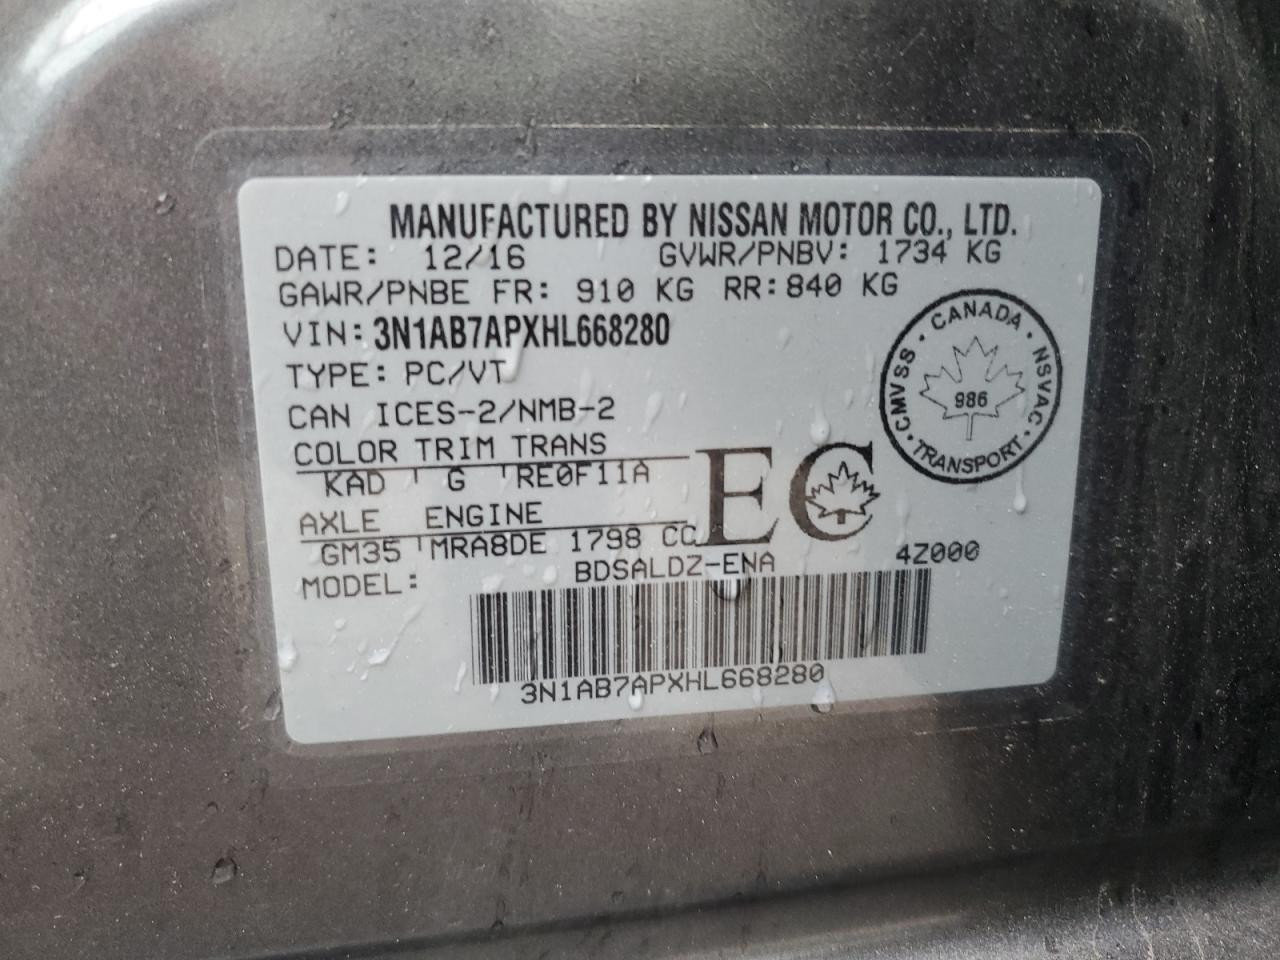 MANUFACTURED BY NISSAN MOTOR CO., LTD.
DATE: 12/16 GVWR/PNBV: 1734 KG
GAWR/PNBE FR: 910 KG RR:840 KG
VIN: 3N1AB7APXHL668280
TYPE: PC/VT
CAN ICES-2/NMB-2
COLOR TRIM TRANS
KAD G RE0F11A
AXLE ENGINE
GM35 MRA8DE 1798 CC
MODEL: BDSALDZ-ENA 4Z000
3N1AB7APXHL668280
EC
CANADA · NSVAC · TRANSPORT · CMVSS ·
986